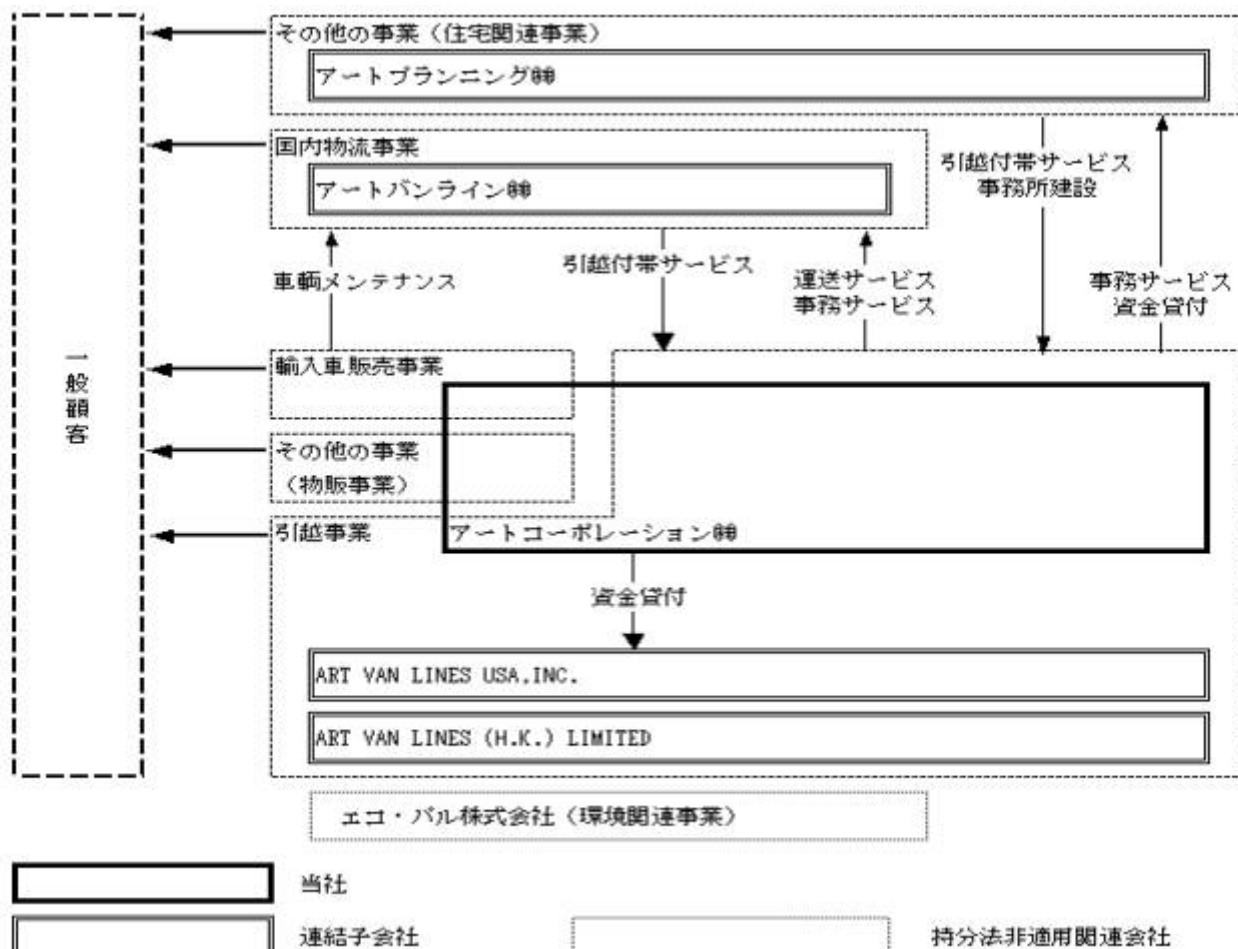 その他の事業（住宅関連事業）
アートプランニング㈱
国内物流事業
アートバンライン㈱
引越付帯サービス
事務所建設
車輌メンテナンス
引越付帯サービス
運送サービス
事務サービス
事務サービス
資金貸付
一般顧客
輸入車販売事業
その他の事業
（物販事業）
引越事業
アートコーポレーション㈱
資金貸付
ART VAN LINES USA.INC.
ART VAN LINES (H.K.) LIMITED
エコ・パル株式会社（環境関連事業）
当社
連結子会社
持分法非適用関連会社